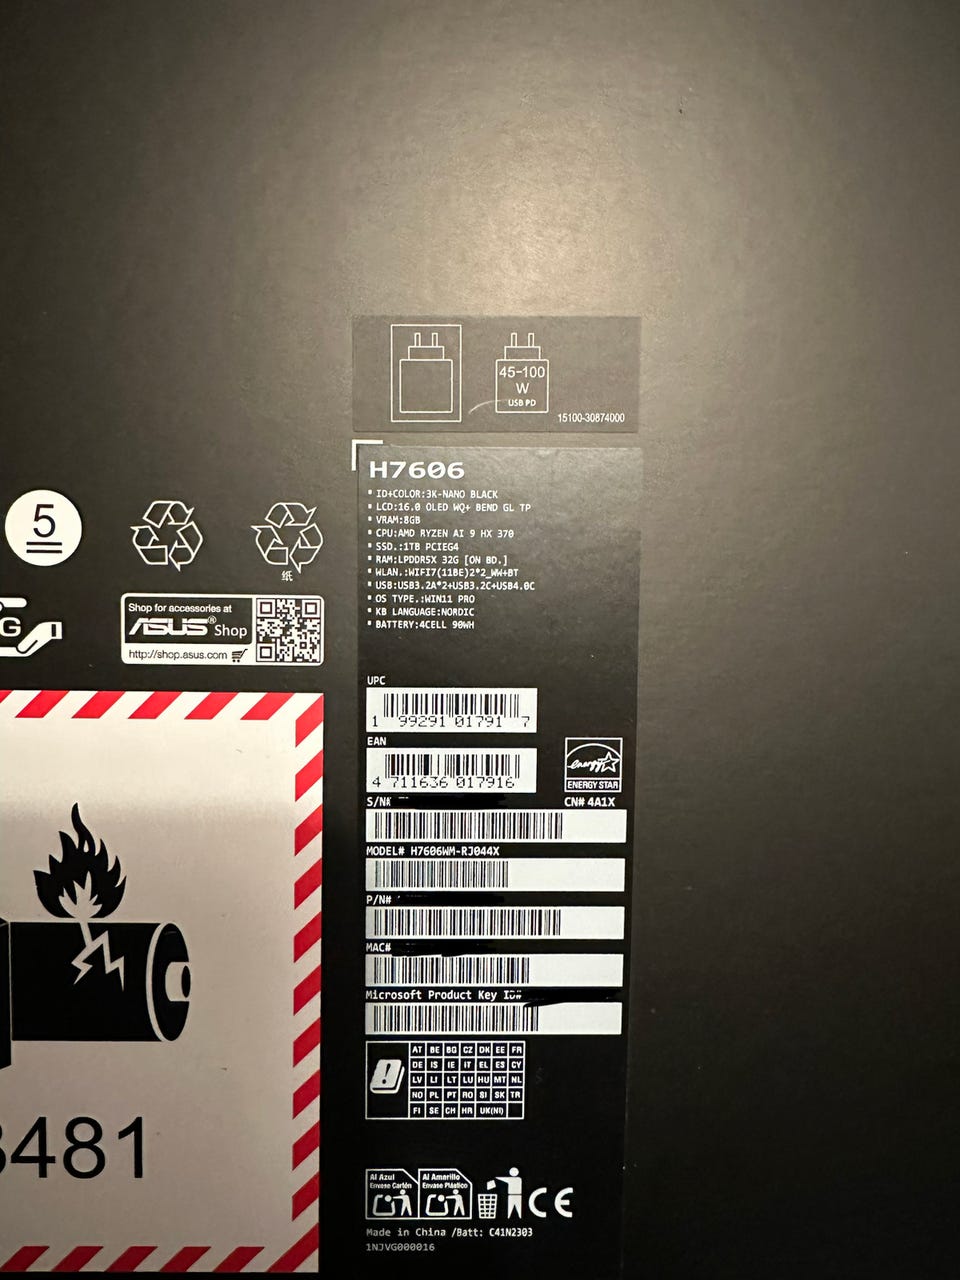 45-100
W
USB PD
15100-30874000
H7606
ID+COLOR:3K-NANO BLACK
LCD:16.0 OLED WQ+ BEND GL TP
VRAM:8GB
CPU:AMD RYZEN AI 9 HX 370
SSD.:1TB PCIEG4
RAM:LPDDR5X 32G [ON BD.]
WLAN.:WIFI7(11BE)2*2_WW+BT
USB:USB3.2A*2+USB3.2C+USB4.0C
OS TYPE.:WIN11 PRO
KB LANGUAGE:NORDIC
BATTERY:4CELL 90WH
5
纸
G
Shop for accessories at
ASUS® Shop
http://shop.asus.com
UPC
1 99291 01791 7
EAN
4 711636 017916
energy
ENERGY STAR
S/N#
CN# 4A1X
MODEL# H7606WM-RJ044X
P/N#
MAC#
Microsoft Product Key ID#
AT BE BG CZ DK EE FR
DE IS IE IT EL ES CY
LV LI LT LU HU MT NL
NO PL PT RO SI SK TR
FI SE CH HR UK(NI)
3481
Al Azul
Envase Cartón
Al Amarillo
Envase Plástico
CE
Made in China /Batt: C41N2303
1NJVG000016